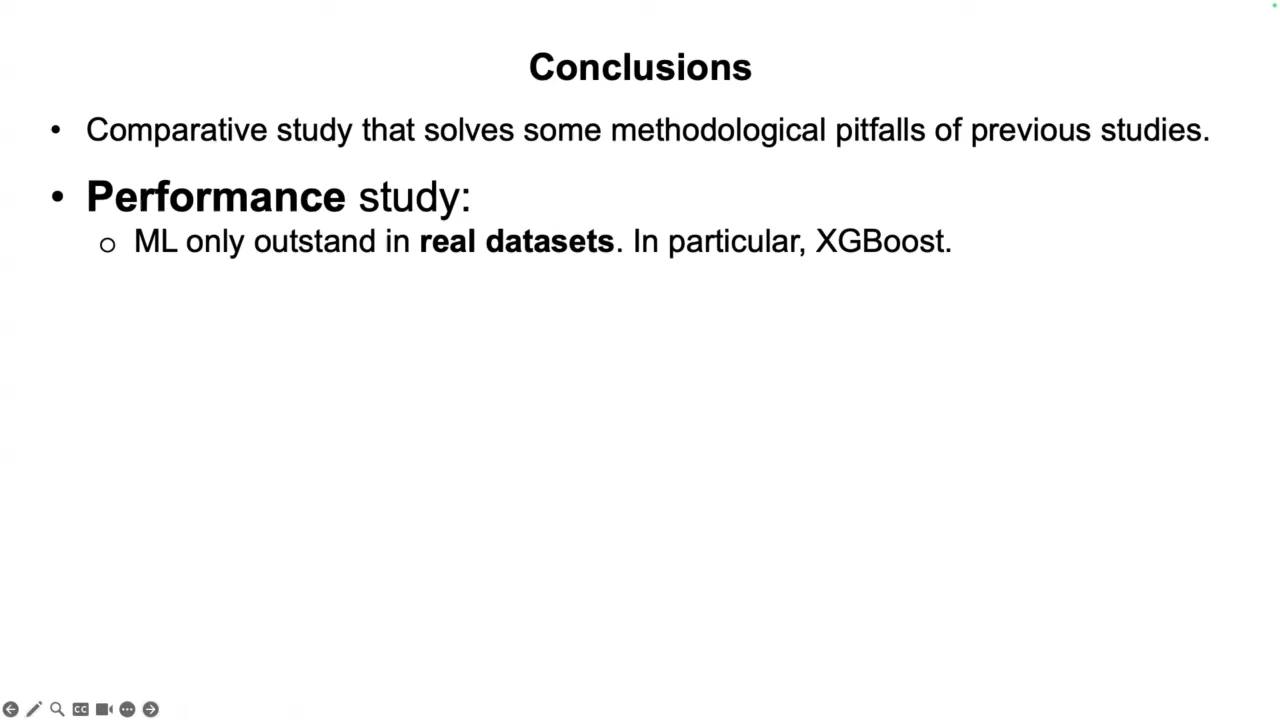 Conclusions
• Comparative study that solves some methodological pitfalls of previous studies.
• Performance study:
○ ML only outstand in real datasets. In particular, XGBoost.
CC